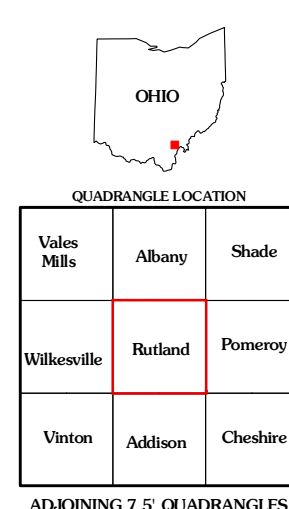 OHIO
QUADRANGLE LOCATION
Vales
Mills
Albany
Shade
Wilkesville
Rutland
Pomeroy
Vinton
Addison
Cheshire
ADJOINING 7.5' QUADRANGLES